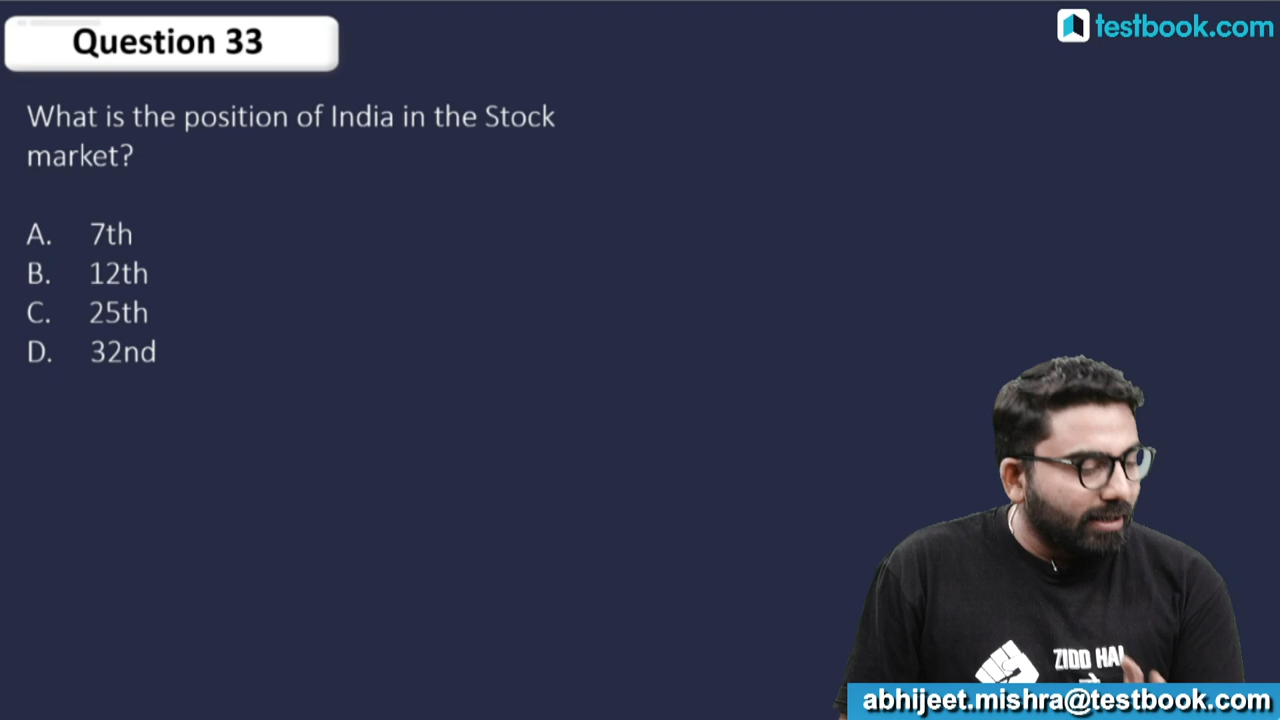 Question 33
testbook.com
What is the position of India in the Stock
market?
A. 7th
B. 12th
C. 25th
D. 32nd
ZIDD HAI
abhijeet.mishra@testbook.com